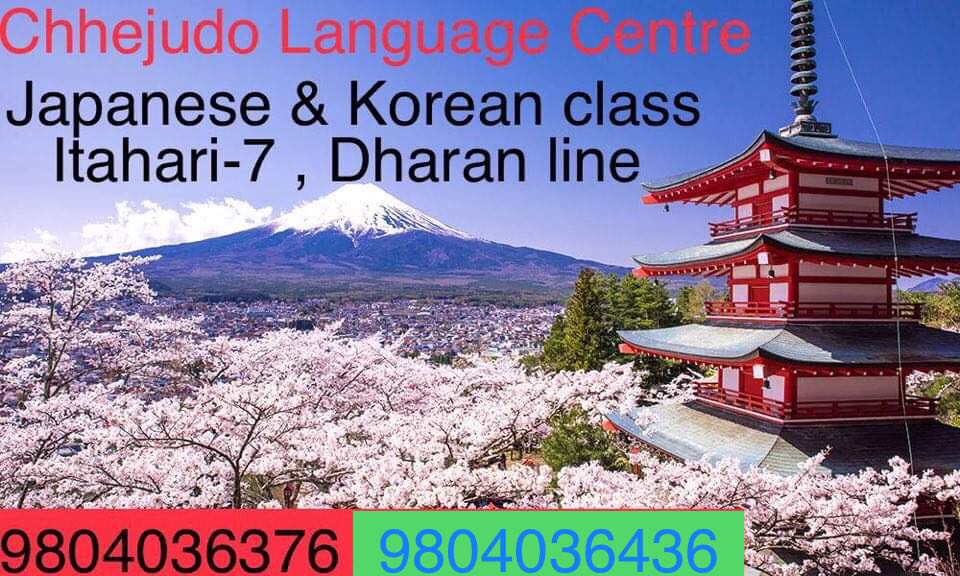 Chhejudo Language Centre
Japanese & Korean class
Itahari-7 , Dharan line
9804036376 9804036436